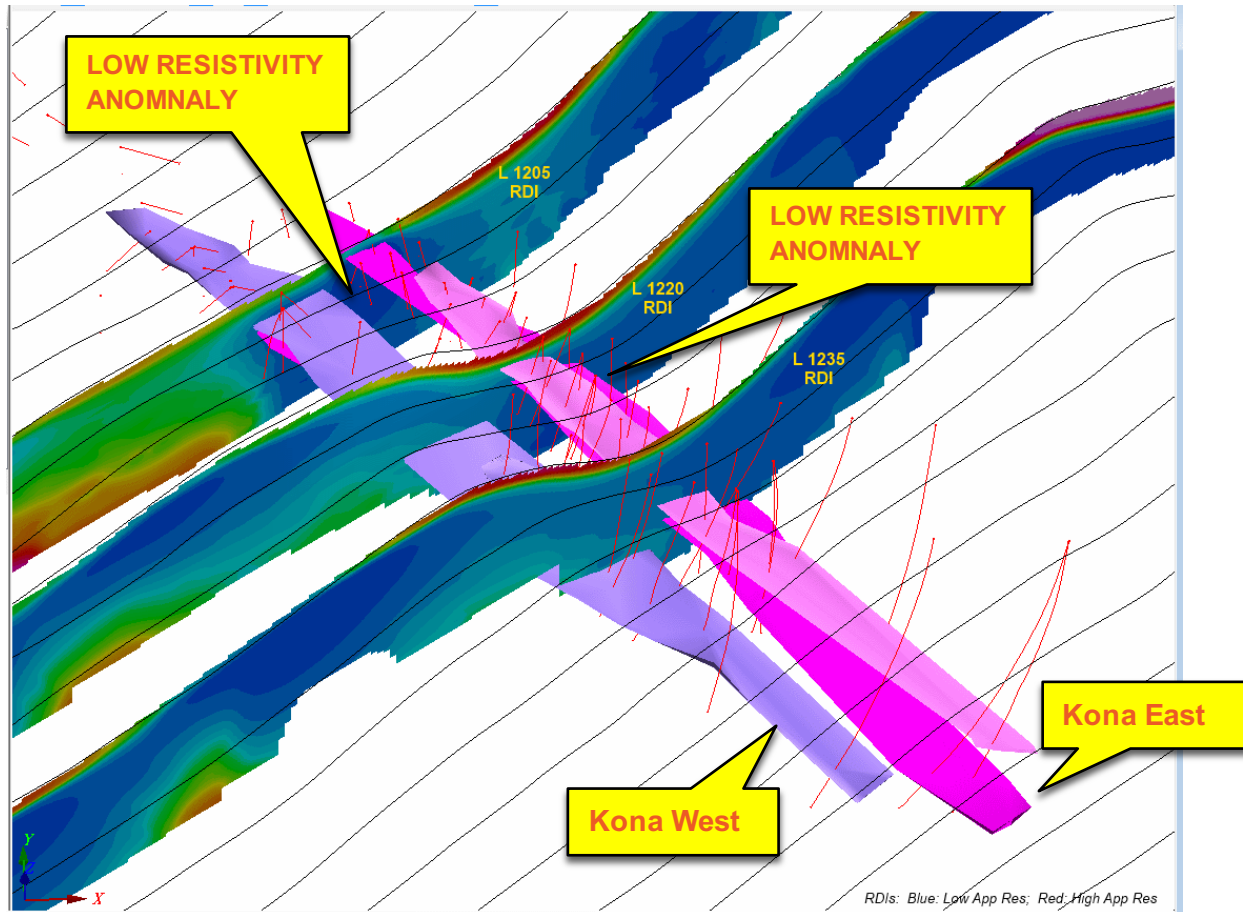 LOW RESISTIVITY
ANOMNALY
L 1205
RDI
LOW RESISTIVITY
ANOMNALY
L 1220
RDI
L 1235
RDI
Kona East
Kona West
Y
Z
X
RDIs: Blue: Low App Res; Red: High App Res